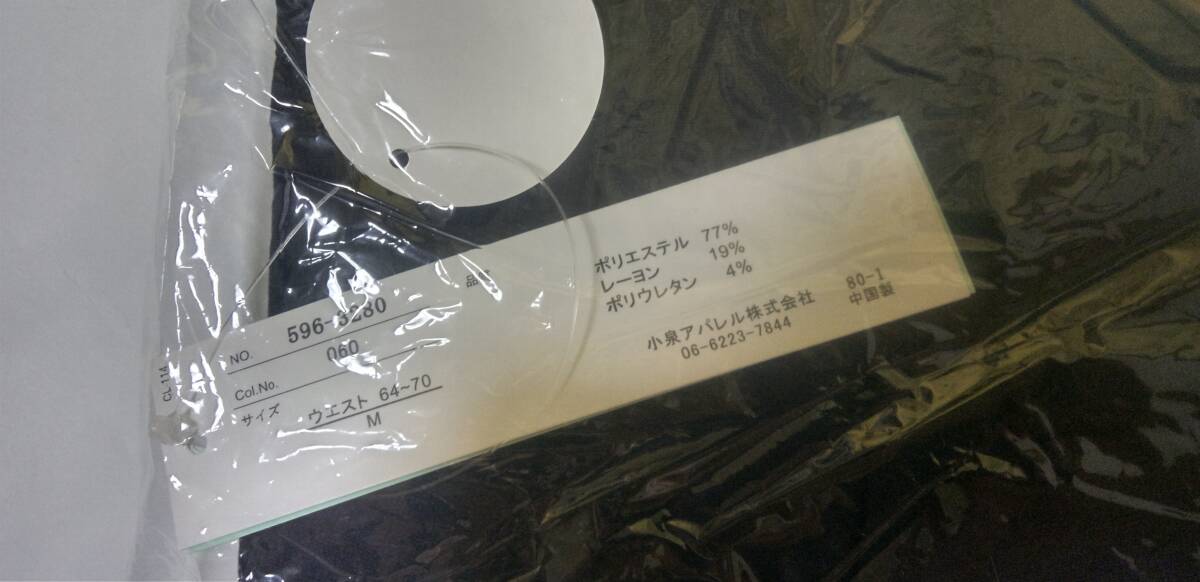 CL 114
NO. 596-3280
Col.No. 060
サイズ ウエスト 64~70
M
ポリエステル 77%
レーヨン 19%
ポリウレタン 4%
小泉アパレル株式会社
06-6223-7844
80-1
中国製